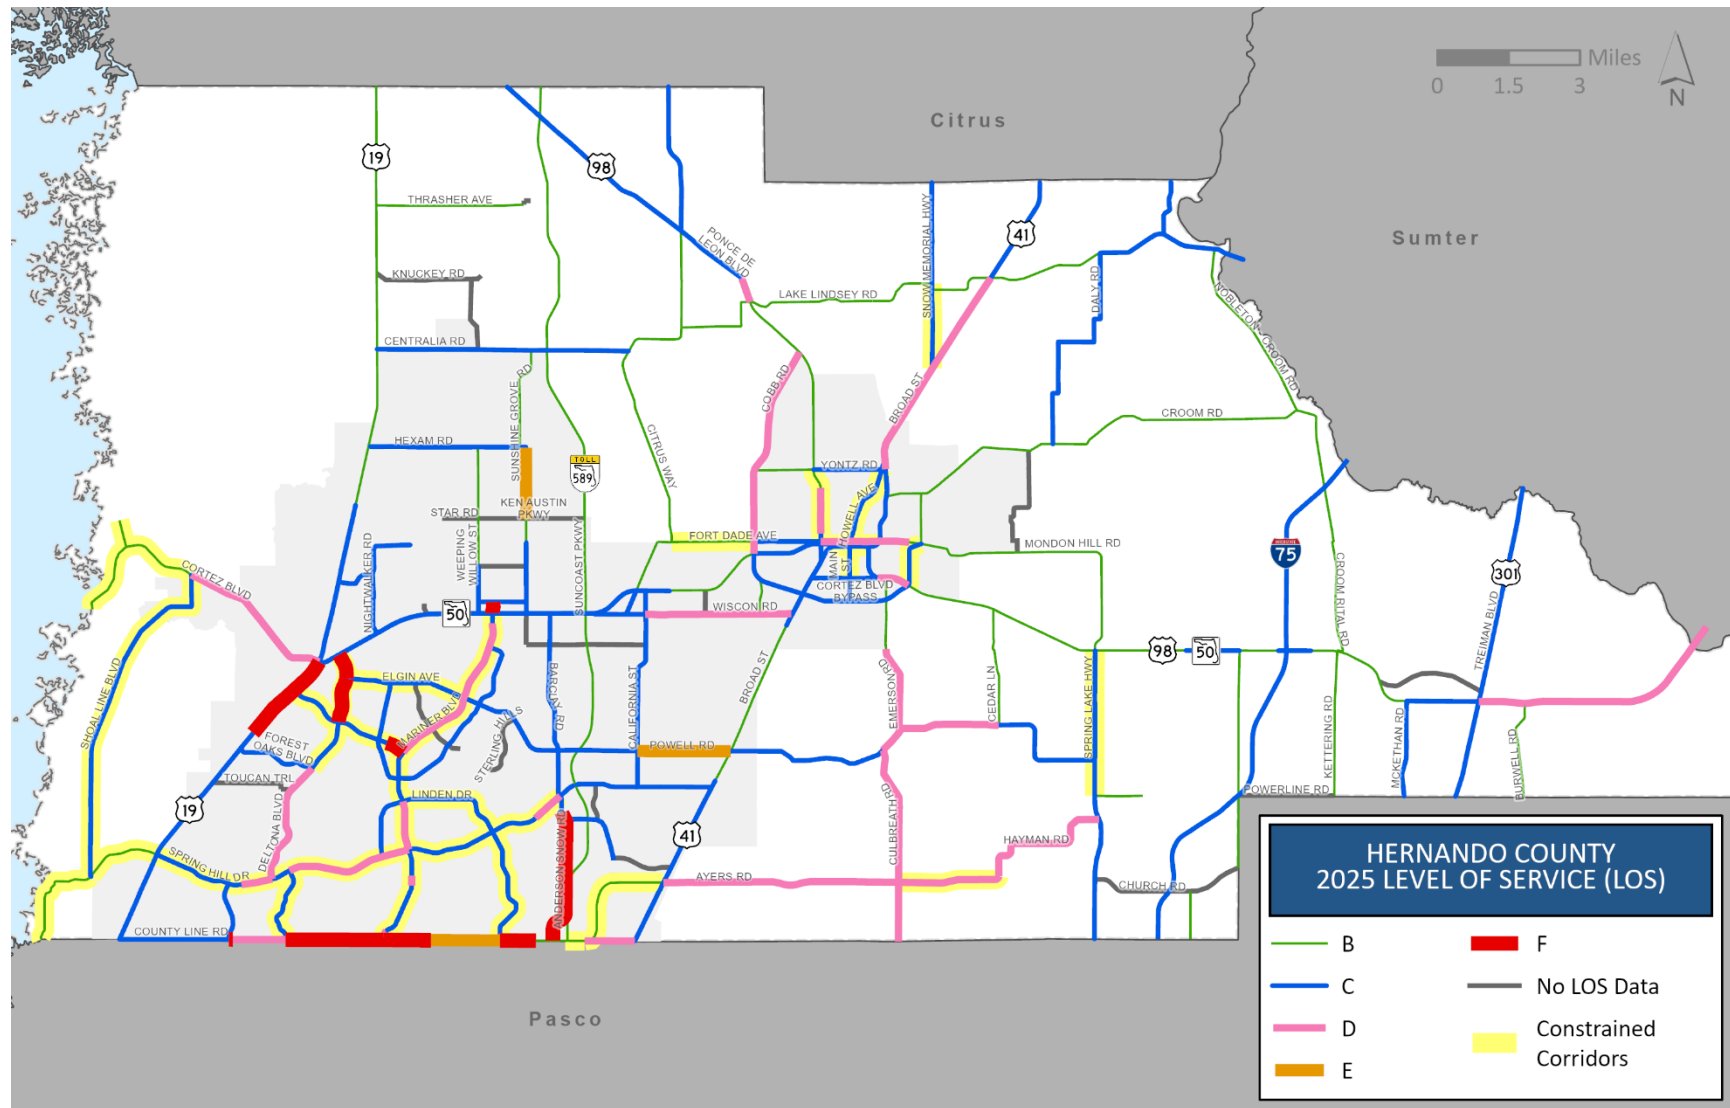 Miles
0
1.5
3
N
Citrus
Sumter
19
98
THRASHER AVE
PONCE DE
LEON BLVD
SNOW MEMORIAL HWY
41
KNUCKEY RD
LAKE LINDSEY RD
DALY RD
NOBLETON CROOM RD
CENTRALIA RD
SUNSHINE GROVE RD
COBB RD
BROAD ST
CROOM RD
HEXAM RD
CITRUS WAY
YONTZ RD
TOLL
589
KEN AUSTIN
PKWY
STAR RD
HOWELL AVE
FORT DADE AVE
MONDON HILL RD
75
NIGHTWALKER RD
WEEPING
WILLOW ST
SUNCOAST PKWY
MAIN
ST
CROOM RITAL RD
301
CORTEZ BLVD
CORTEZ BLVD
BYPASS
50
WISCON RD
TREIMAN BLVD
98
50
SHOAL LINE BLVD
ELGIN AVE
BARCLAY RD
CALIFORNIA ST
BROAD ST
EMERSON RD
CEDAR LN
SPRING LAKE HWY
KETTERING RD
MCKETHAN RD
BURWELL RD
MARINER BLVD
STERLING HILLS
POWELL RD
FOREST
OAKS BLVD
TOUCAN TRL
LINDEN DR
POWERLINE RD
19
DELTONA BLVD
ANDERSON SNOW RD
41
CULBREATH RD
HAYMAN RD
SPRING HILL DR
AYERS RD
CHURCH RD
COUNTY LINE RD
Pasco
HERNANDO COUNTY
2025 LEVEL OF SERVICE (LOS)
B
F
C
No LOS Data
D
Constrained
Corridors
E